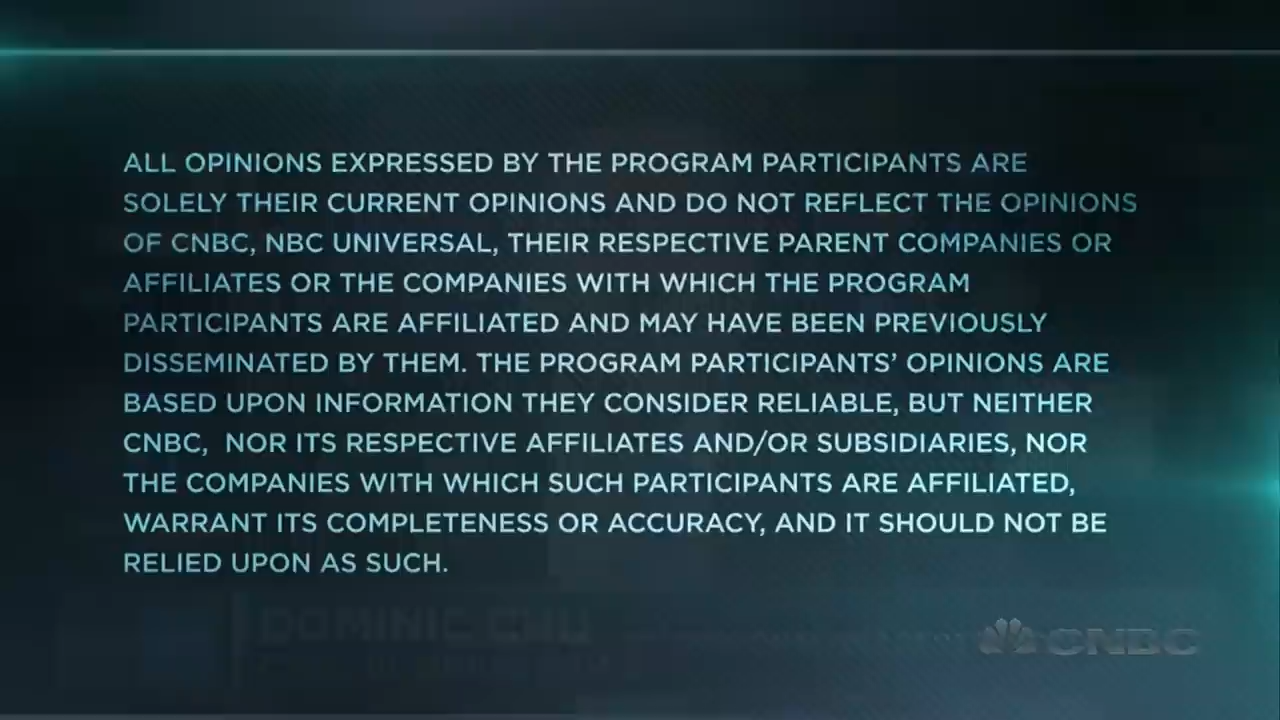 ALL OPINIONS EXPRESSED BY THE PROGRAM PARTICIPANTS ARE
SOLELY THEIR CURRENT OPINIONS AND DO NOT REFLECT THE OPINIONS
OF CNBC, NBC UNIVERSAL, THEIR RESPECTIVE PARENT COMPANIES OR
AFFILIATES OR THE COMPANIES WITH WHICH THE PROGRAM
PARTICIPANTS ARE AFFILIATED AND MAY HAVE BEEN PREVIOUSLY
DISSEMINATED BY THEM. THE PROGRAM PARTICIPANTS’ OPINIONS ARE
BASED UPON INFORMATION THEY CONSIDER RELIABLE, BUT NEITHER
CNBC,  NOR ITS RESPECTIVE AFFILIATES AND/OR SUBSIDIARIES, NOR
THE COMPANIES WITH WHICH SUCH PARTICIPANTS ARE AFFILIATED,
WARRANT ITS COMPLETENESS OR ACCURACY, AND IT SHOULD NOT BE
RELIED UPON AS SUCH.
DOMINIC CHU
CNBC